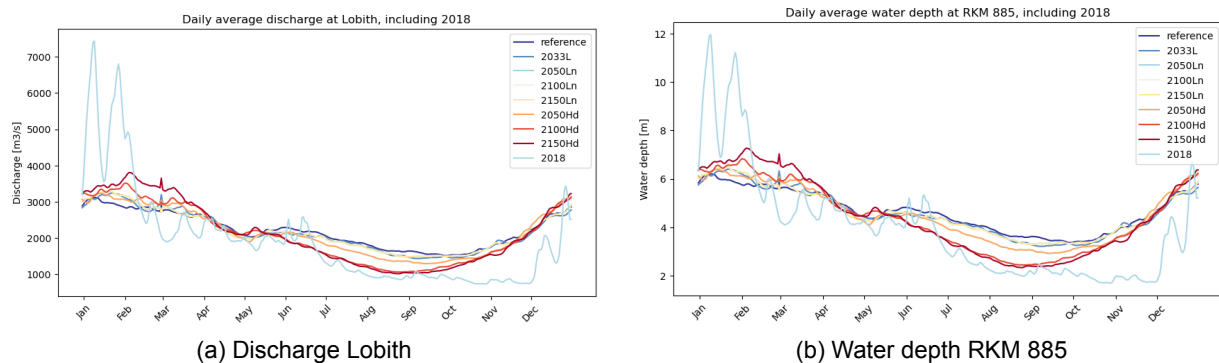 Daily average discharge at Lobith, including 2018
Discharge [m3/s]
7000
6000
5000
4000
3000
2000
1000
Jan
Feb
Mar
Apr
May
Jun
Jul
Aug
Sep
Oct
Nov
Dec
reference
2033L
2050Ln
2100Ln
2150Ln
2050Hd
2100Hd
2150Hd
2018
(a) Discharge Lobith
Daily average water depth at RKM 885, including 2018
Water depth [m]
12
10
8
6
4
2
Jan
Feb
Mar
Apr
May
Jun
Jul
Aug
Sep
Oct
Nov
Dec
reference
2033L
2050Ln
2100Ln
2150Ln
2050Hd
2100Hd
2150Hd
2018
(b) Water depth RKM 885